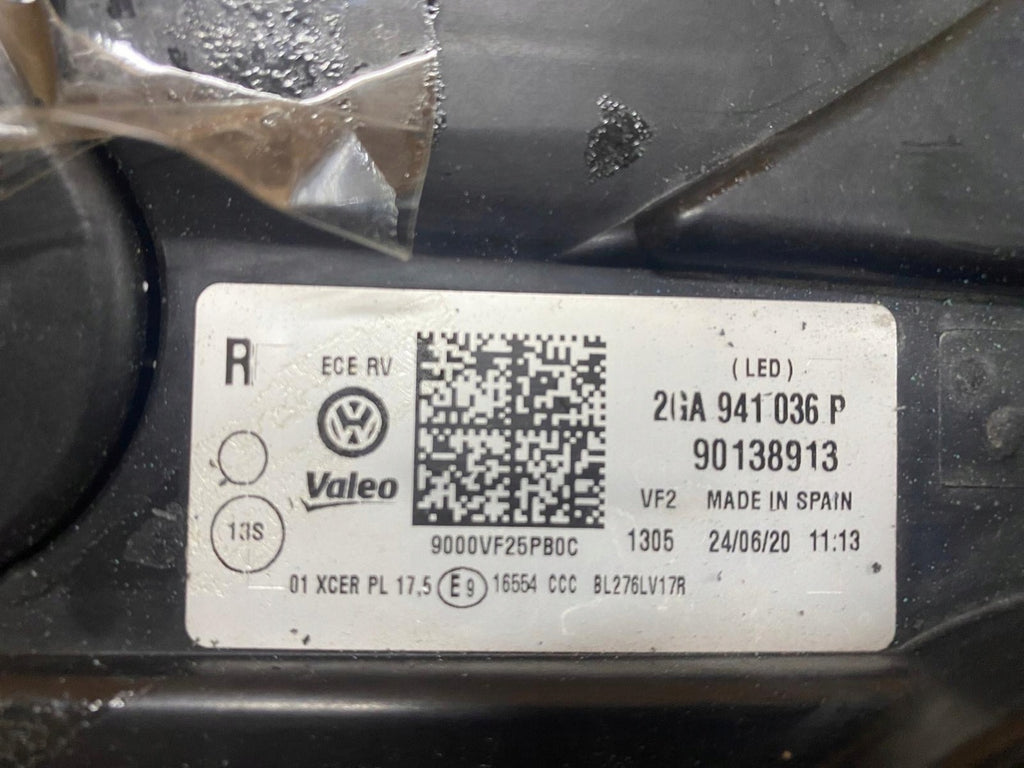 R
ECE RV
Valeo
13S
9000VF25PB0C
(LED)
2GA 941 036 P
90138913
VF2 MADE IN SPAIN
1305 24/06/20 11:13
01 XCER PL 17,5 E9 16554 CCC BL276LV17R